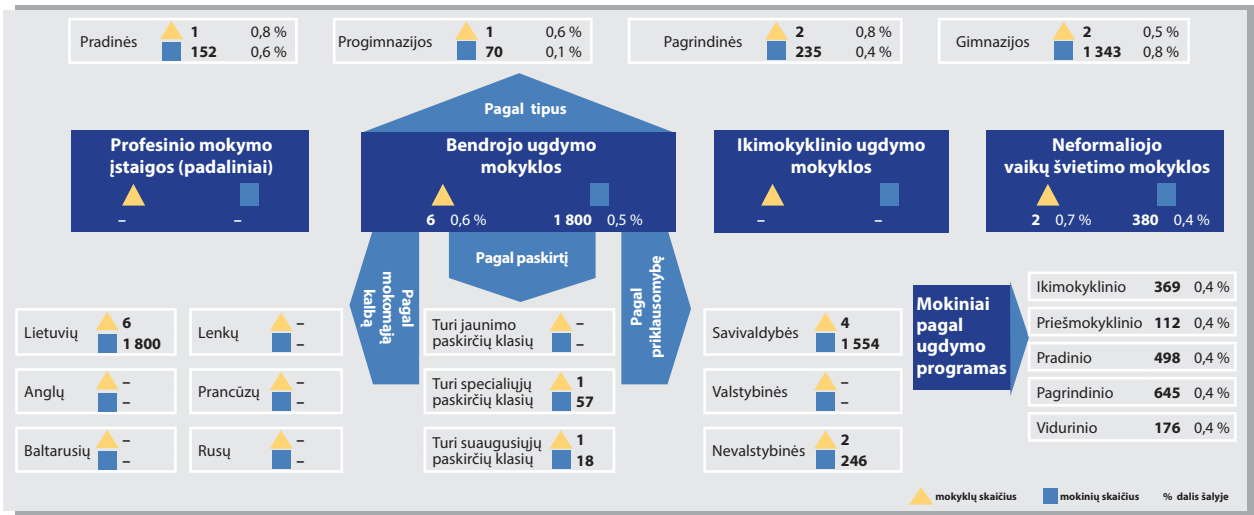 Pradinės
1 0,8 %
152 0,6 %
Progimnazijos
1 0,6 %
70 0,1 %
Pagrindinės
2 0,8 %
235 0,4 %
Gimnazijos
2 0,5 %
1 343 0,8 %
Pagal tipus
Profesinio mokymo
įstaigos (padaliniai)
– –
Bendrojo ugdymo
mokyklos
6 0,6 % 1 800 0,5 %
Ikimokyklinio ugdymo
mokyklos
– –
Neformaliojo
vaikų švietimo mokyklos
2 0,7 % 380 0,4 %
Pagal
mokomąją
kalbą
Pagal paskirtį
Pagal
priklausomybę
Lietuvių
6
1 800
Lenkų
–
–
Anglų
–
–
Prancūzų
–
–
Baltarusių
–
–
Rusų
–
–
Turi jaunimo
paskirčių klasių
–
–
Turi specialiųjų
paskirčių klasių
1
57
Turi suaugusiųjų
paskirčių klasių
1
18
Savivaldybės
4
1 554
Valstybinės
–
–
Nevalstybinės
2
246
Mokiniai
pagal
ugdymo
programas
Ikimokyklinio 369 0,4 %
Priešmokyklinio 112 0,4 %
Pradinio 498 0,4 %
Pagrindinio 645 0,4 %
Vidurinio 176 0,4 %
mokyklų skaičius mokinių skaičius % dalis šalyje